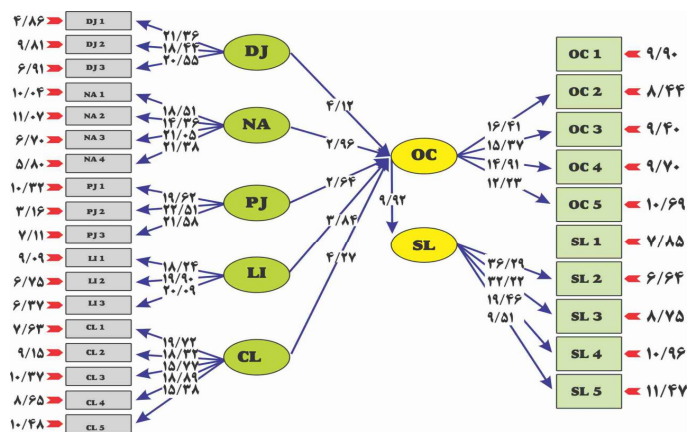 ۴/۸۶ DJ 1
۹/۸۱ DJ 2
۶/۹۱ DJ 3
۱۰/۰۴ NA 1
۱۱/۰۷ NA 2
۶/۷۰ NA 3
۵/۸۰ NA 4
۱۰/۳۲ PJ 1
۳/۱۶ PJ 2
۷/۱۱ PJ 3
۹/۰۹ LI 1
۶/۷۵ LI 2
۶/۳۷ LI 3
۷/۶۳ CL 1
۹/۱۵ CL 2
۱۰/۳۷ CL 3
۸/۶۵ CL 4
۱۰/۴۸ CL 5
۲۱/۳۶
۱۸/۴۴
۲۰/۵۵
۱۸/۵۱
۱۴/۳۶
۲۱/۰۵
۲۱/۳۸
۱۹/۶۲
۲۲/۵۱
۲۱/۵۸
۱۸/۲۴
۱۹/۹۰
۲۰/۰۹
۱۹/۷۲
۱۸/۳۲
۱۵/۷۷
۱۸/۸۹
۱۵/۳۸
DJ
NA
PJ
LI
CL
۴/۱۲
۲/۹۶
۲/۶۴
۳/۸۴
۴/۲۷
OC
۹/۹۲
SL
۱۶/۴۱
۱۵/۳۷
۱۴/۹۱
۱۲/۲۳
۳۶/۲۹
۳۲/۲۲
۱۹/۴۶
۹/۵۱
OC 1 ۹/۹۰
OC 2 ۸/۴۴
OC 3 ۹/۴۰
OC 4 ۹/۷۰
OC 5 ۱۰/۶۹
SL 1 ۷/۸۵
SL 2 ۶/۶۴
SL 3 ۸/۷۵
SL 4 ۱۰/۹۶
SL 5 ۱۱/۴۷